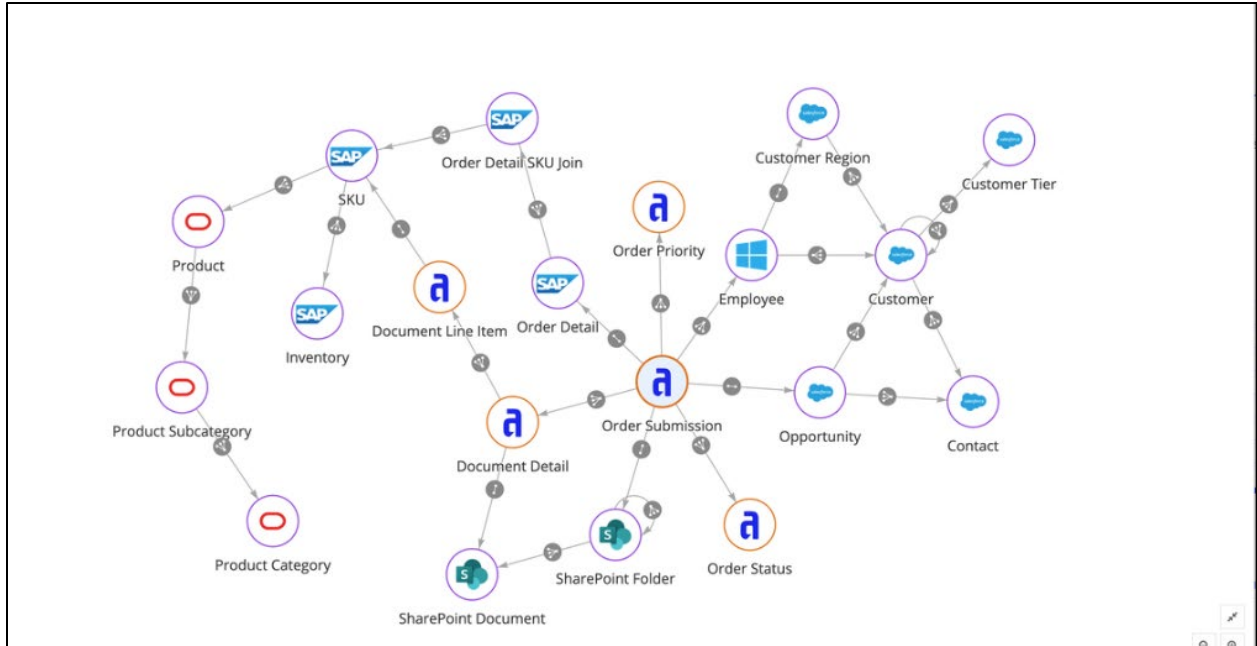 SAP
Order Detail SKU Join
SAP
SKU
Customer Region
Customer Tier
a
Order Priority
Product
SAP
Inventory
a
Document Line Item
SAP
Order Detail
Employee
Customer
a
Order Submission
Opportunity
Contact
Product Subcategory
a
Document Detail
Product Category
S
SharePoint Document
S
SharePoint Folder
a
Order Status